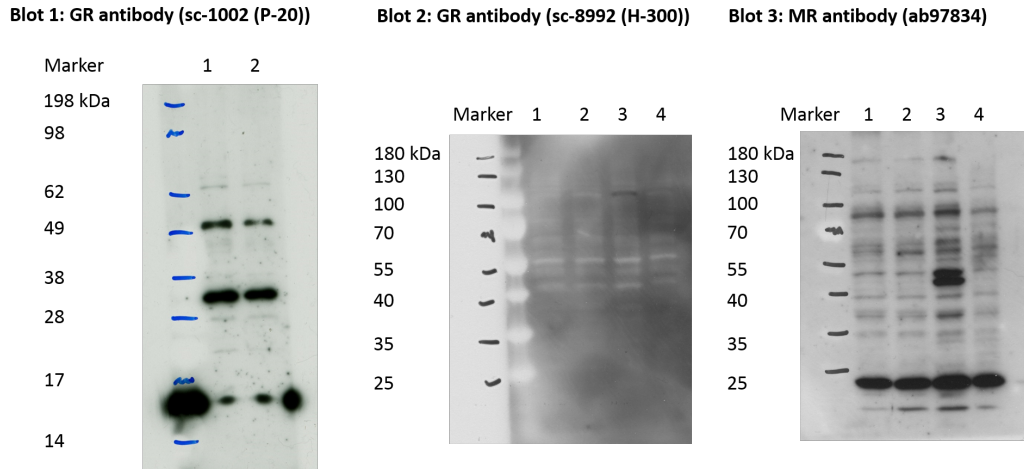 Blot 1: GR antibody (sc-1002 (P-20))
Marker 1 2
198 kDa
98
62
49
38
28
17
14
Blot 2: GR antibody (sc-8992 (H-300))
Marker 1 2 3 4
180 kDa
130
100
70
55
40
35
25
Blot 3: MR antibody (ab97834)
Marker 1 2 3 4
180 kDa
130
100
70
55
40
35
25